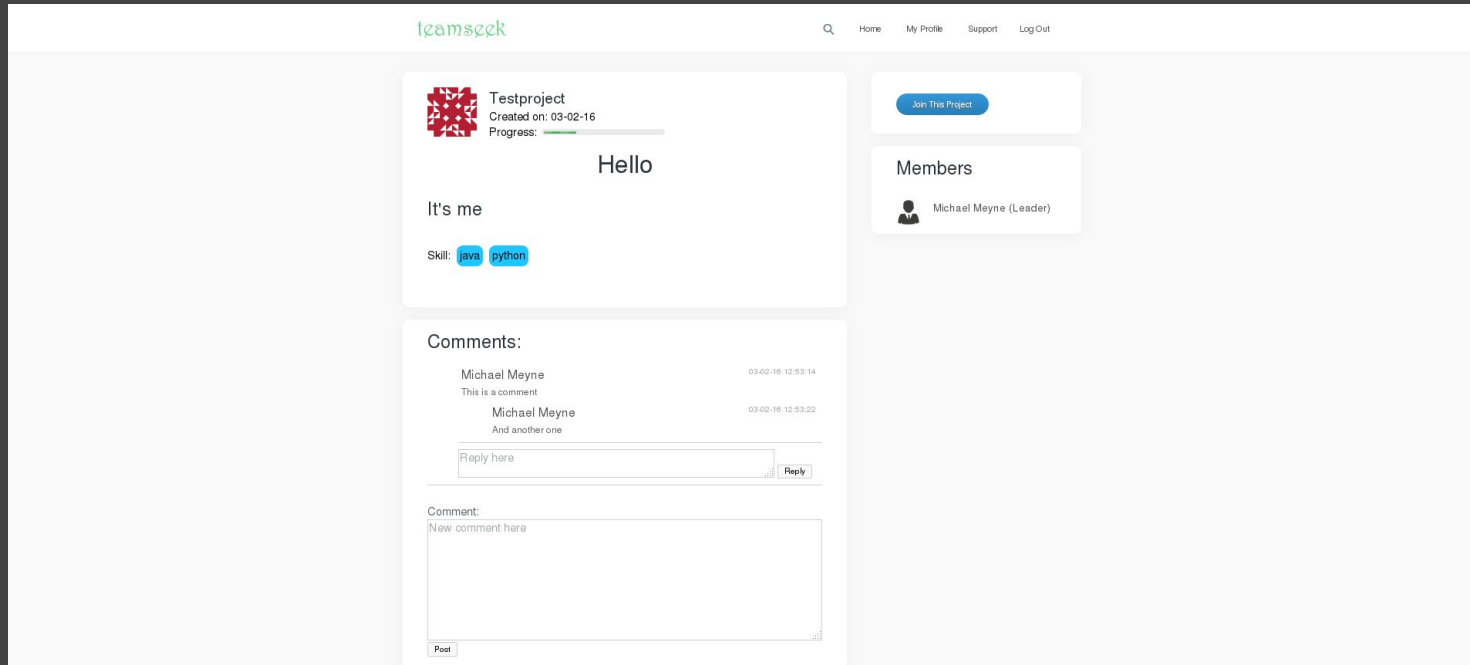 teamseek
Home My Profile Support Log Out
Testproject
Created on: 03-02-16
Progress:
Hello
It's me
Skill: java python
Join This Project
Members
Michael Meyne (Leader)
Comments:
Michael Meyne 03-02-16 12:53:14
This is a comment
Michael Meyne 03-02-16 12:53:22
And another one
Reply here
Reply
Comment:
New comment here
Post